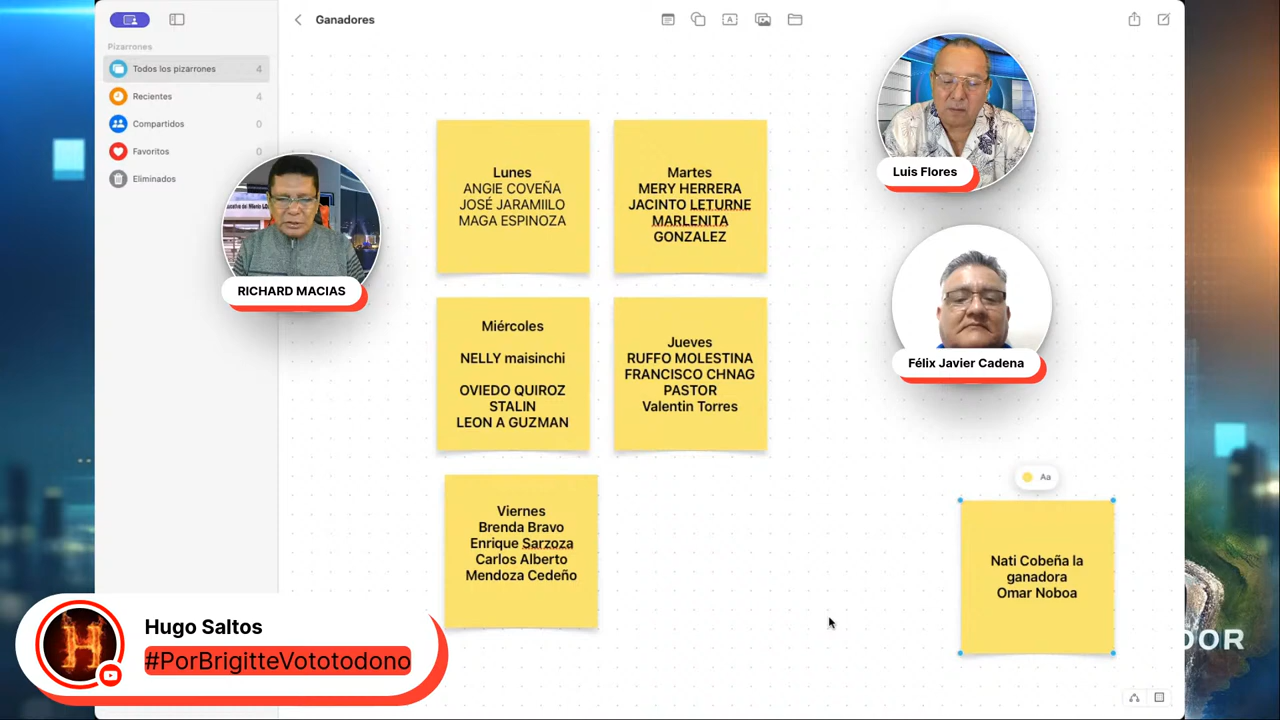 Ganadores
Pizarrones
Todos los pizarrones 4
Recientes 4
Compartidos 0
Favoritos 0
Eliminados
Lunes
ANGIE COVEÑA
JOSÉ JARAMIILO
MAGA ESPINOZA
Martes
MERY HERRERA
JACINTO LETURNE
MARLENITA
GONZALEZ
Luis Flores
RICHARD MACIAS
Miércoles
NELLY maisinchi
OVIEDO QUIROZ
STALIN
LEON A GUZMAN
Jueves
RUFFO MOLESTINA
FRANCISCO CHNAG
PASTOR
Valentin Torres
Félix Javier Cadena
Viernes
Brenda Bravo
Enrique Sarzoza
Carlos Alberto
Mendoza Cedeño
Aa
Nati Cobeña la
ganadora
Omar Noboa
Hugo Saltos
#PorBrigitteVototodono